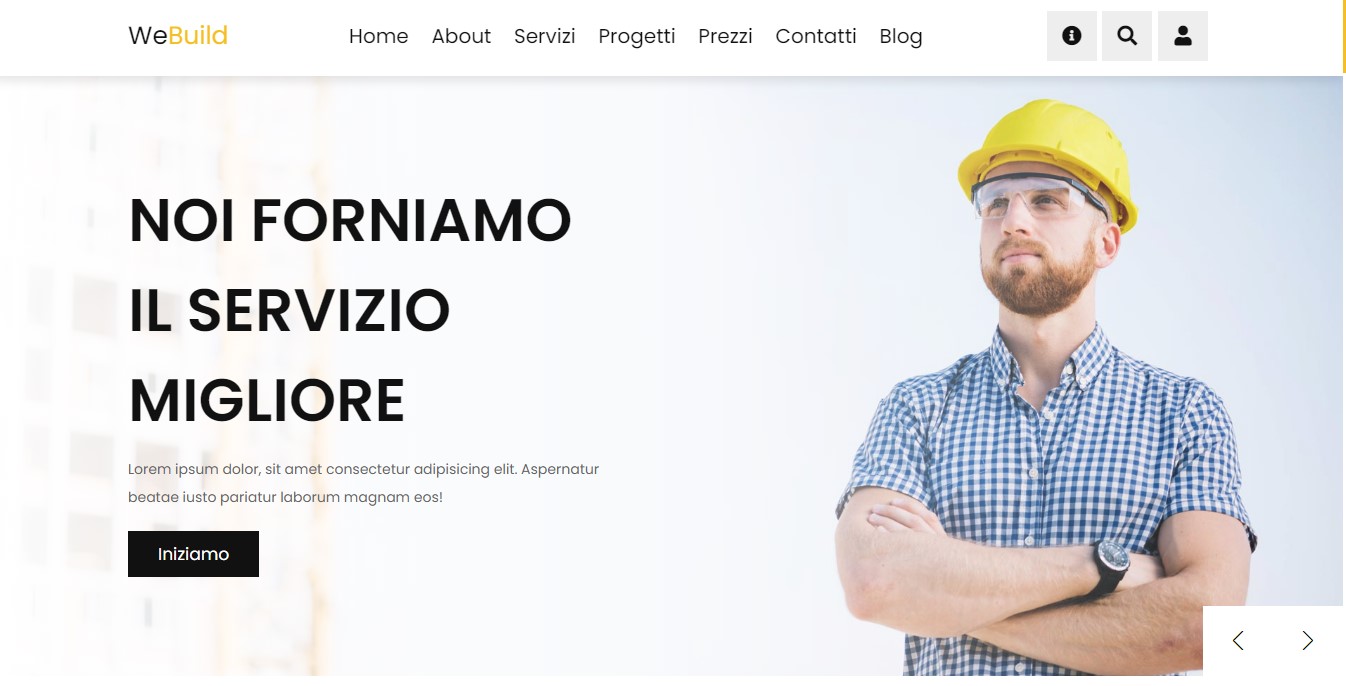 WeBuild
Home About Servizi Progetti Prezzi Contatti Blog
NOI FORNIAMO
IL SERVIZIO
MIGLIORE
Lorem ipsum dolor, sit amet consectetur adipisicing elit. Aspernatur
beatae iusto pariatur laborum magnam eos!
Iniziamo